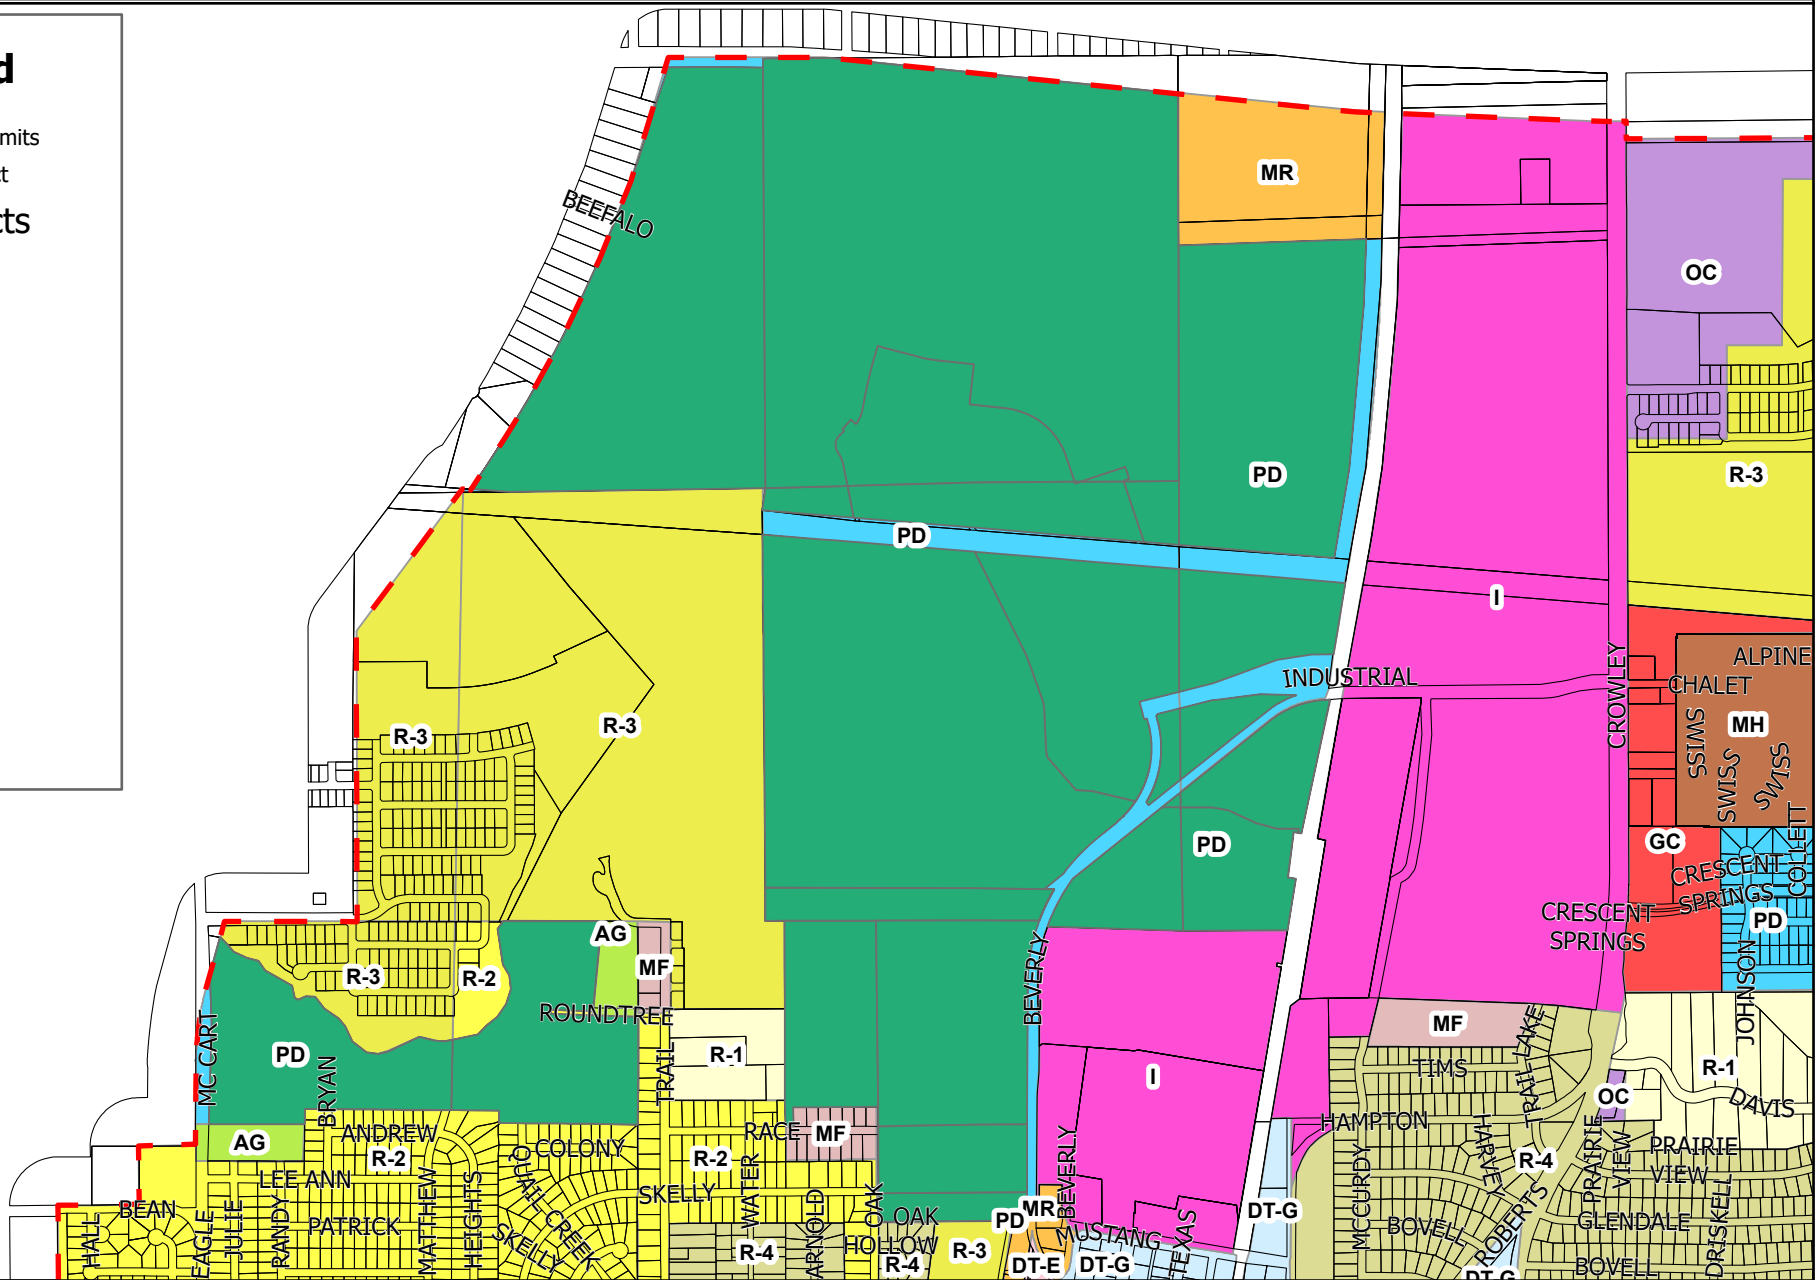 d
mits
ct
cts
BEEFALO
MR
OC
PD
R-3
PD
I
INDUSTRIAL
CROWLEY
ALPINE
CHALET
SWISS
MH
SWISS
SWISS
R-3
R-3
PD
GC
COLLETT
CRESCENT
SPRINGS
CRESCENT
SPRINGS
PD
AG
MF
R-3
R-2
ROUNDTREE
BEVERLY
JOHNSON
MC CART
PD
BRYAN
TRAIL
R-1
I
MF
TRAIL LAKE
TIMS
R-1
OC
DAVIS
AG
ANDREW
R-2
COLONY
RACE
MF
R-2
BEVERLY
HAMPTON
HARVEY
R-4
PRAIRIE
VIEW
PRAIRIE
VIEW
LEE ANN
QUAIL CREEK
SKELLY
WATER
MCCURDY
BEAN
HALL
EAGLE
JULIE
RANDY
PATRICK
MATTHEW
HEIGHTS
SKELLY
ARNOLD
OAK
OAK
HOLLOW
MR
PD
DT-G
MUSTANG
TEXAS
BOVELL
ROBERTS
GLENDALE
DRISKELL
R-4
R-4
R-3
DT-E
DT-G
DT-G
BOVELL